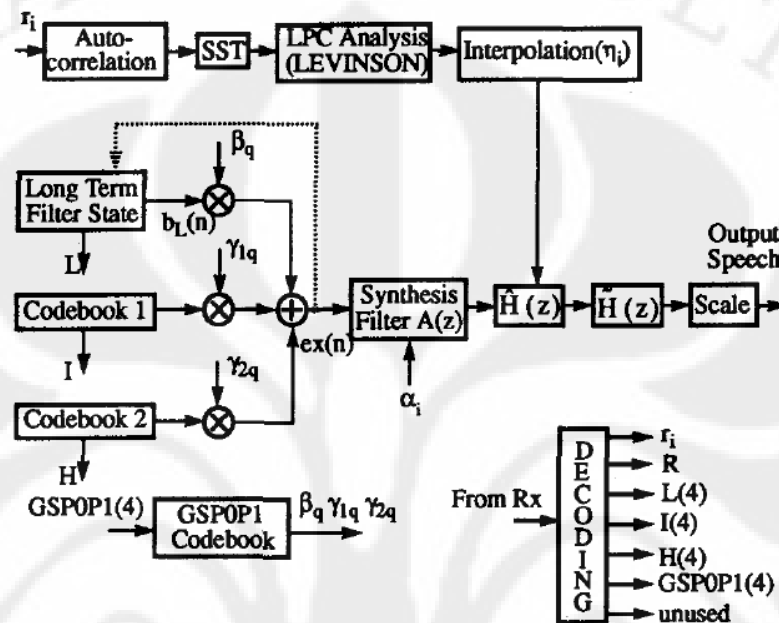 r_i
Auto-
correlation
SST
LPC Analysis
(LEVINSON)
Interpolation(η_i)
β_q
Long Term
Filter State
b_L(n)
L
γ_1q
Output
Speech
Codebook 1
Synthesis
Filter A(z)
Ĥ (z)
H̃ (z)
Scale
I
ex(n)
γ_2q
α_i
Codebook 2
H
GSP0P1(4)
GSP0P1
Codebook
β_q γ_1q γ_2q
From Rx
DECODING
r_i
R
L(4)
I(4)
H(4)
GSP0P1(4)
unused